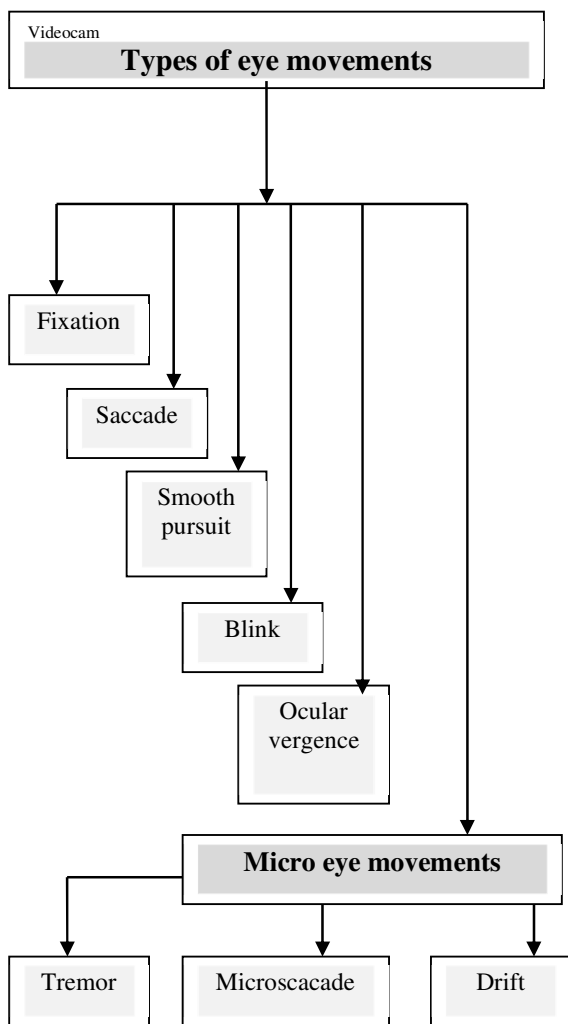 Videocam
Types of eye movements
Fixation
Saccade
Smooth
pursuit
Blink
Ocular
vergence
Micro eye movements
Tremor
Microscacade
Drift